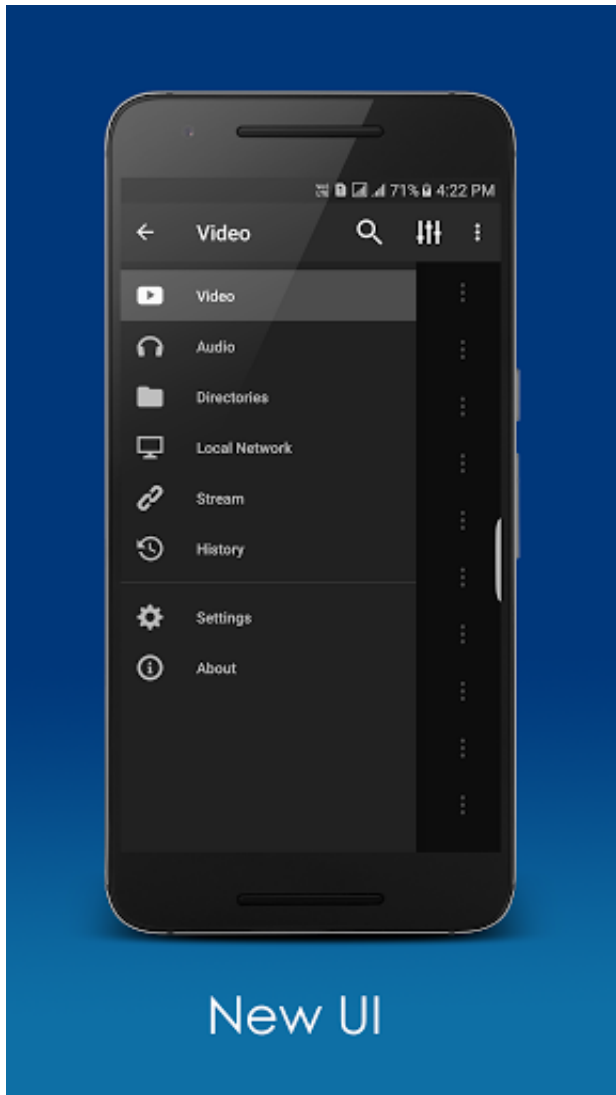 71% 4:22 PM
Video
Video
Audio
Directories
Local Network
Stream
History
Settings
About
New UI